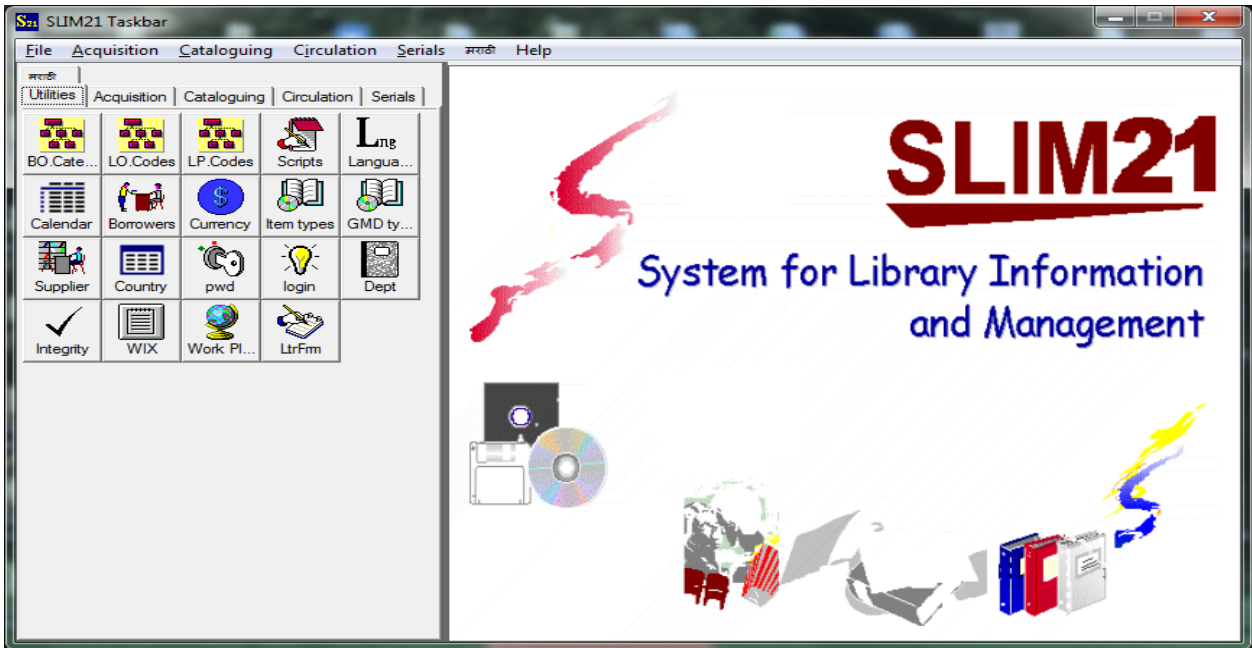 S21 SLIM21 Taskbar
File Acquisition Cataloguing Circulation Serials मराठी Help
मराठी
Utilities Acquisition Cataloguing Circulation Serials
BO.Cate... LO.Codes LP.Codes Scripts Langua...
Lng
Calendar Borrowers Currency Item types GMD ty...
Supplier Country pwd login Dept
Integrity WIX Work Pl... LtrFrm
SLIM21
System for Library Information
and Management